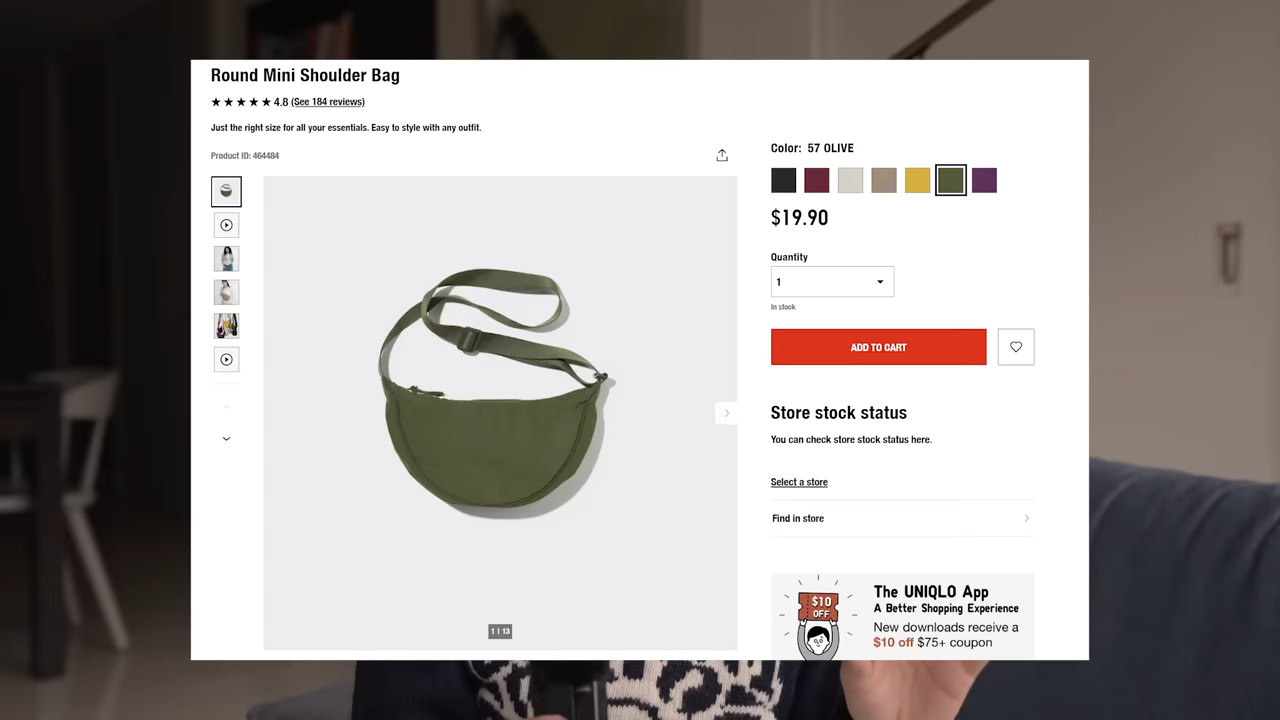 Round Mini Shoulder Bag
4.8 (See 184 reviews)
Just the right size for all your essentials. Easy to style with any outfit.
Product ID: 464484
1 | 13
Color: 57 OLIVE
$19.90
Quantity
1
In stock
ADD TO CART
Store stock status
You can check store stock status here.
Select a store
Find in store
$10
OFF
The UNIQLO App
A Better Shopping Experience
New downloads receive a
$10 off $75+ coupon